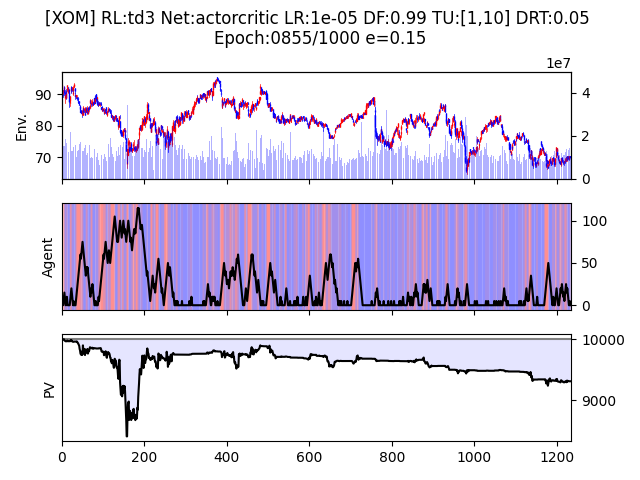 [XOM] RL:td3 Net:actorcritic LR:1e-05 DF:0.99 TU:[1,10] DRT:0.05
Epoch:0855/1000 e=0.15
1e7
Env.
90
80
70
4
2
0
Agent
100
50
0
PV
10000
9000
0 200 400 600 800 1000 1200